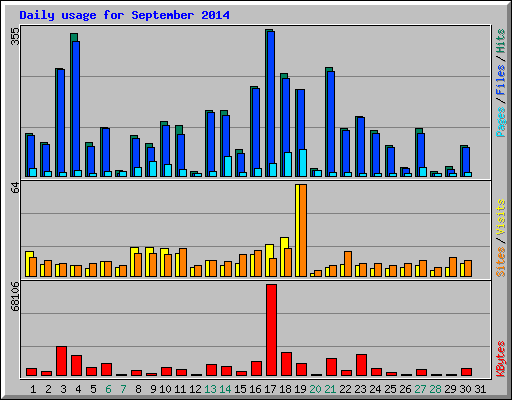 Daily usage for September 2014
355
Pages / Files / Hits
64
Sites / Visits
68106
KBytes
1 2 3 4 5 6 7 8 9 10 11 12 13 14 15 16 17 18 19 20 21 22 23 24 25 26 27 28 29 30 31